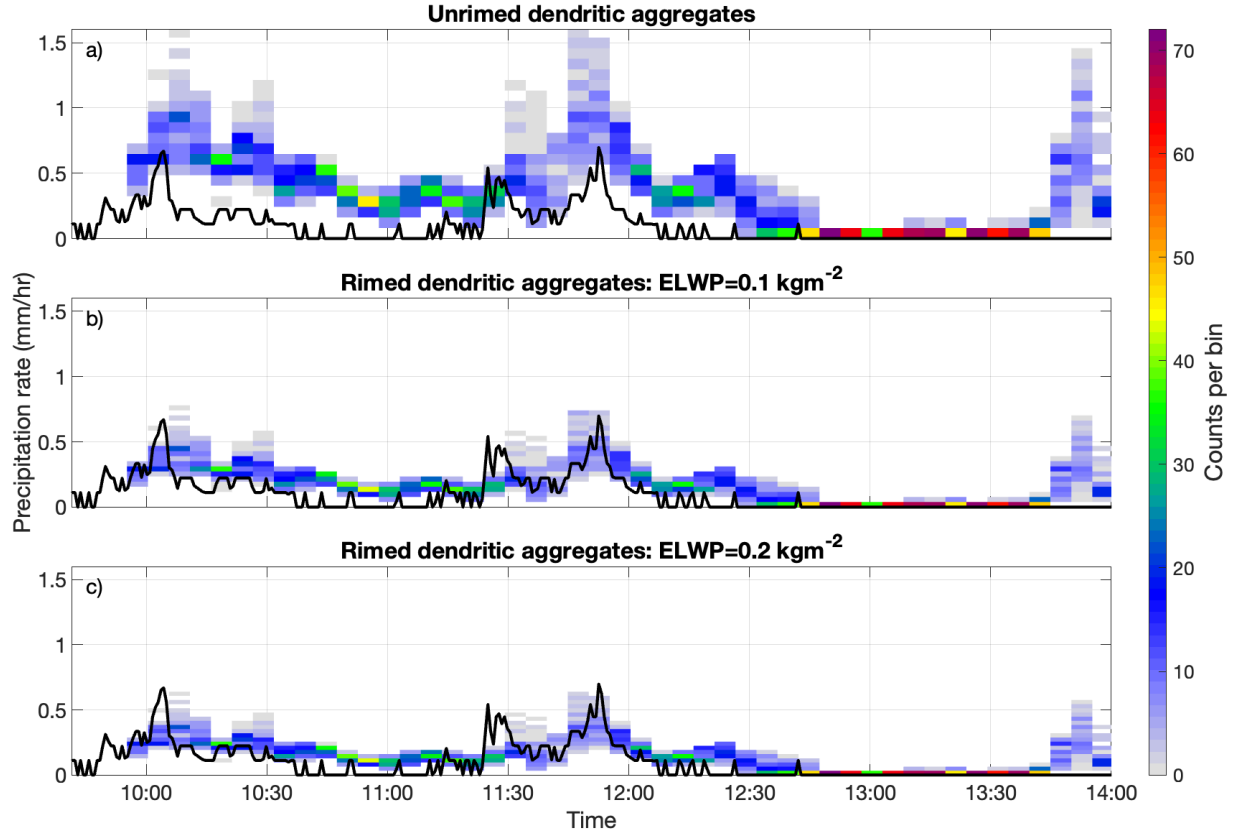 Unrimed dendritic aggregates
a)
1.5
1
0.5
0
Rimed dendritic aggregates: ELWP=0.1 kgm⁻²
b)
1.5
1
0.5
0
Precipitation rate (mm/hr)
Rimed dendritic aggregates: ELWP=0.2 kgm⁻²
c)
1.5
1
0.5
0
10:00 10:30 11:00 11:30 12:00 12:30 13:00 13:30 14:00
Time
70
60
50
40
30
20
10
0
Counts per bin